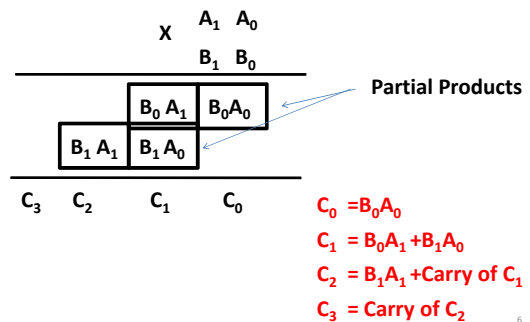 X A₁ A₀
B₁ B₀
Partial Products
B₀ A₁ B₀A₀
B₁ A₁ B₁ A₀
C₃ C₂ C₁ C₀
C₀ =B₀A₀
C₁ = B₀A₁ +B₁A₀
C₂ = B₁A₁ +Carry of C₁
C₃ = Carry of C₂
6